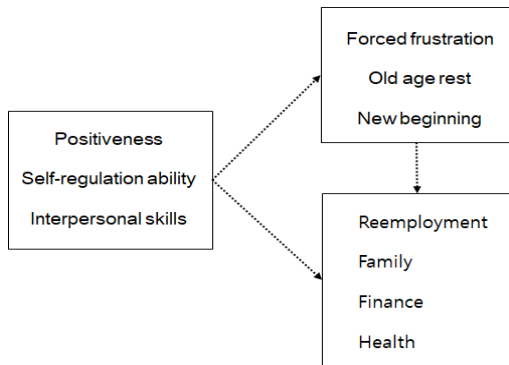 Forced frustration
Old age rest
New beginning
Positiveness
Self-regulation ability
Interpersonal skills
Reemployment
Family
Finance
Health